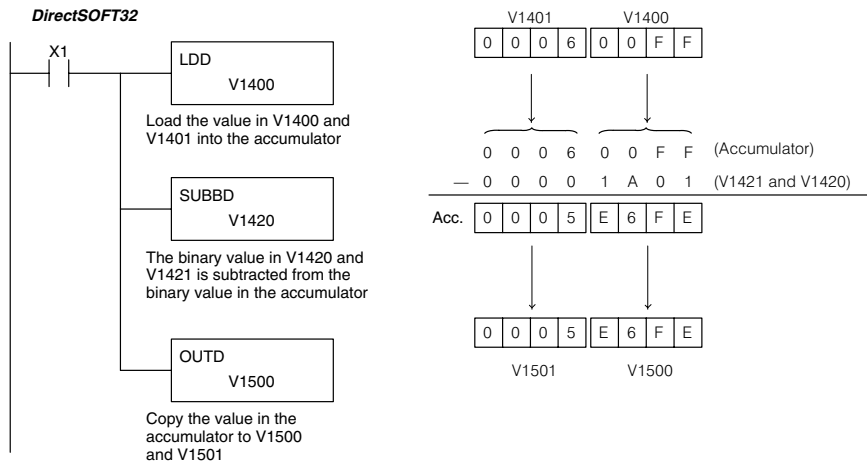 DirectSOFT32
X1
LDD
V1400
Load the value in V1400 and
V1401 into the accumulator
SUBBD
V1420
The binary value in V1420 and
V1421 is subtracted from the
binary value in the accumulator
OUTD
V1500
Copy the value in the
accumulator to V1500
and V1501
V1401 V1400
0 0 0 6 0 0 F F
0 0 0 6 0 0 F F (Accumulator)
— 0 0 0 0 1 A 0 1 (V1421 and V1420)
Acc. 0 0 0 5 E 6 F E
0 0 0 5 E 6 F E
V1501 V1500